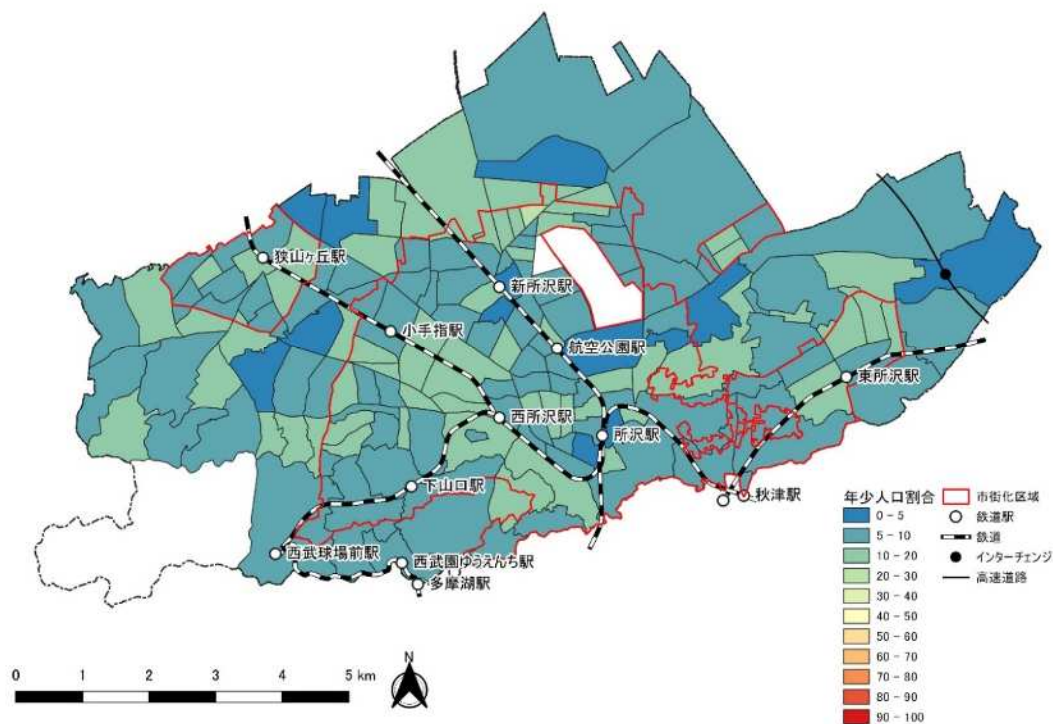 狭山ヶ丘駅
新所沢駅
小手指駅
航空公園駅
東所沢駅
西所沢駅
所沢駅
下山口駅
秋津駅
西武球場前駅
西武園ゆうえんち駅
多摩湖駅
年少人口割合
0 - 5
5 - 10
10 - 20
20 - 30
30 - 40
40 - 50
50 - 60
60 - 70
70 - 80
80 - 90
90 - 100
市街化区域
鉄道駅
鉄道
インターチェンジ
高速道路
0 1 2 3 4 5 km
N